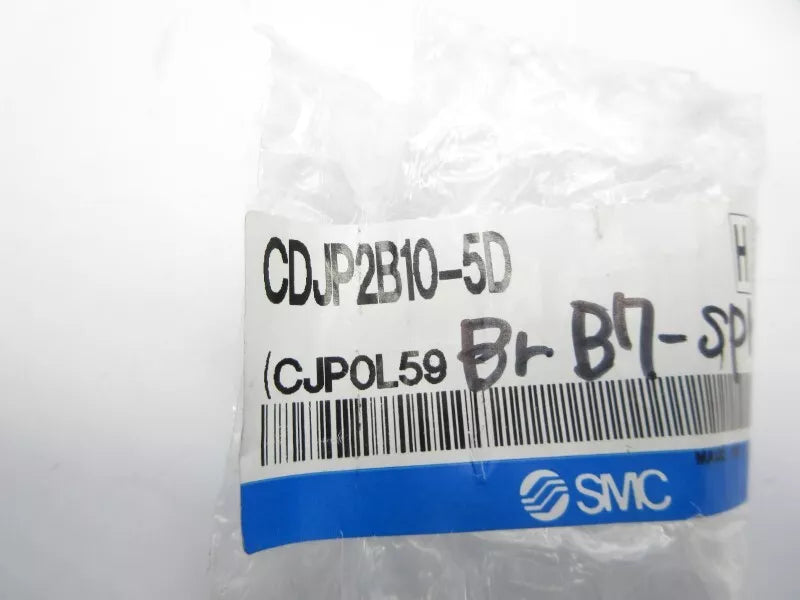 CDJP2B10-5D
H
(CJPOL59 Br B7-sp
SMC